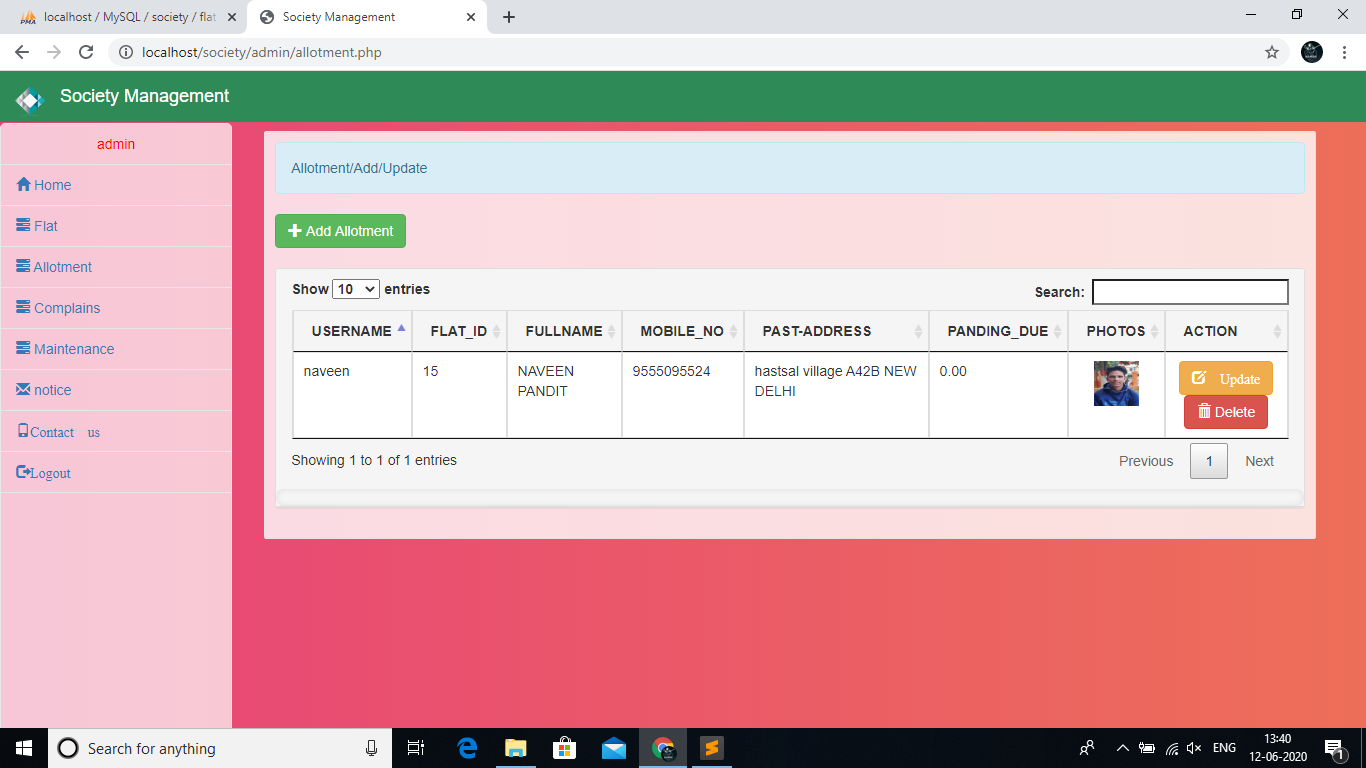 localhost / MySQL / society / flat
Society Management
localhost/society/admin/allotment.php
Society Management
admin
Home
Flat
Allotment
Complains
Maintenance
notice
Contact us
Logout
Allotment/Add/Update
Add Allotment
Show 10 entries
Search:
USERNAME FLAT_ID FULLNAME MOBILE_NO PAST-ADDRESS PANDING_DUE PHOTOS ACTION
naveen 15 NAVEEN 9555095524 hastsal village A42B NEW 0.00 Update
PANDIT DELHI Delete
Showing 1 to 1 of 1 entries
Previous 1 Next
Search for anything
ENG
13:40
12-06-2020
1